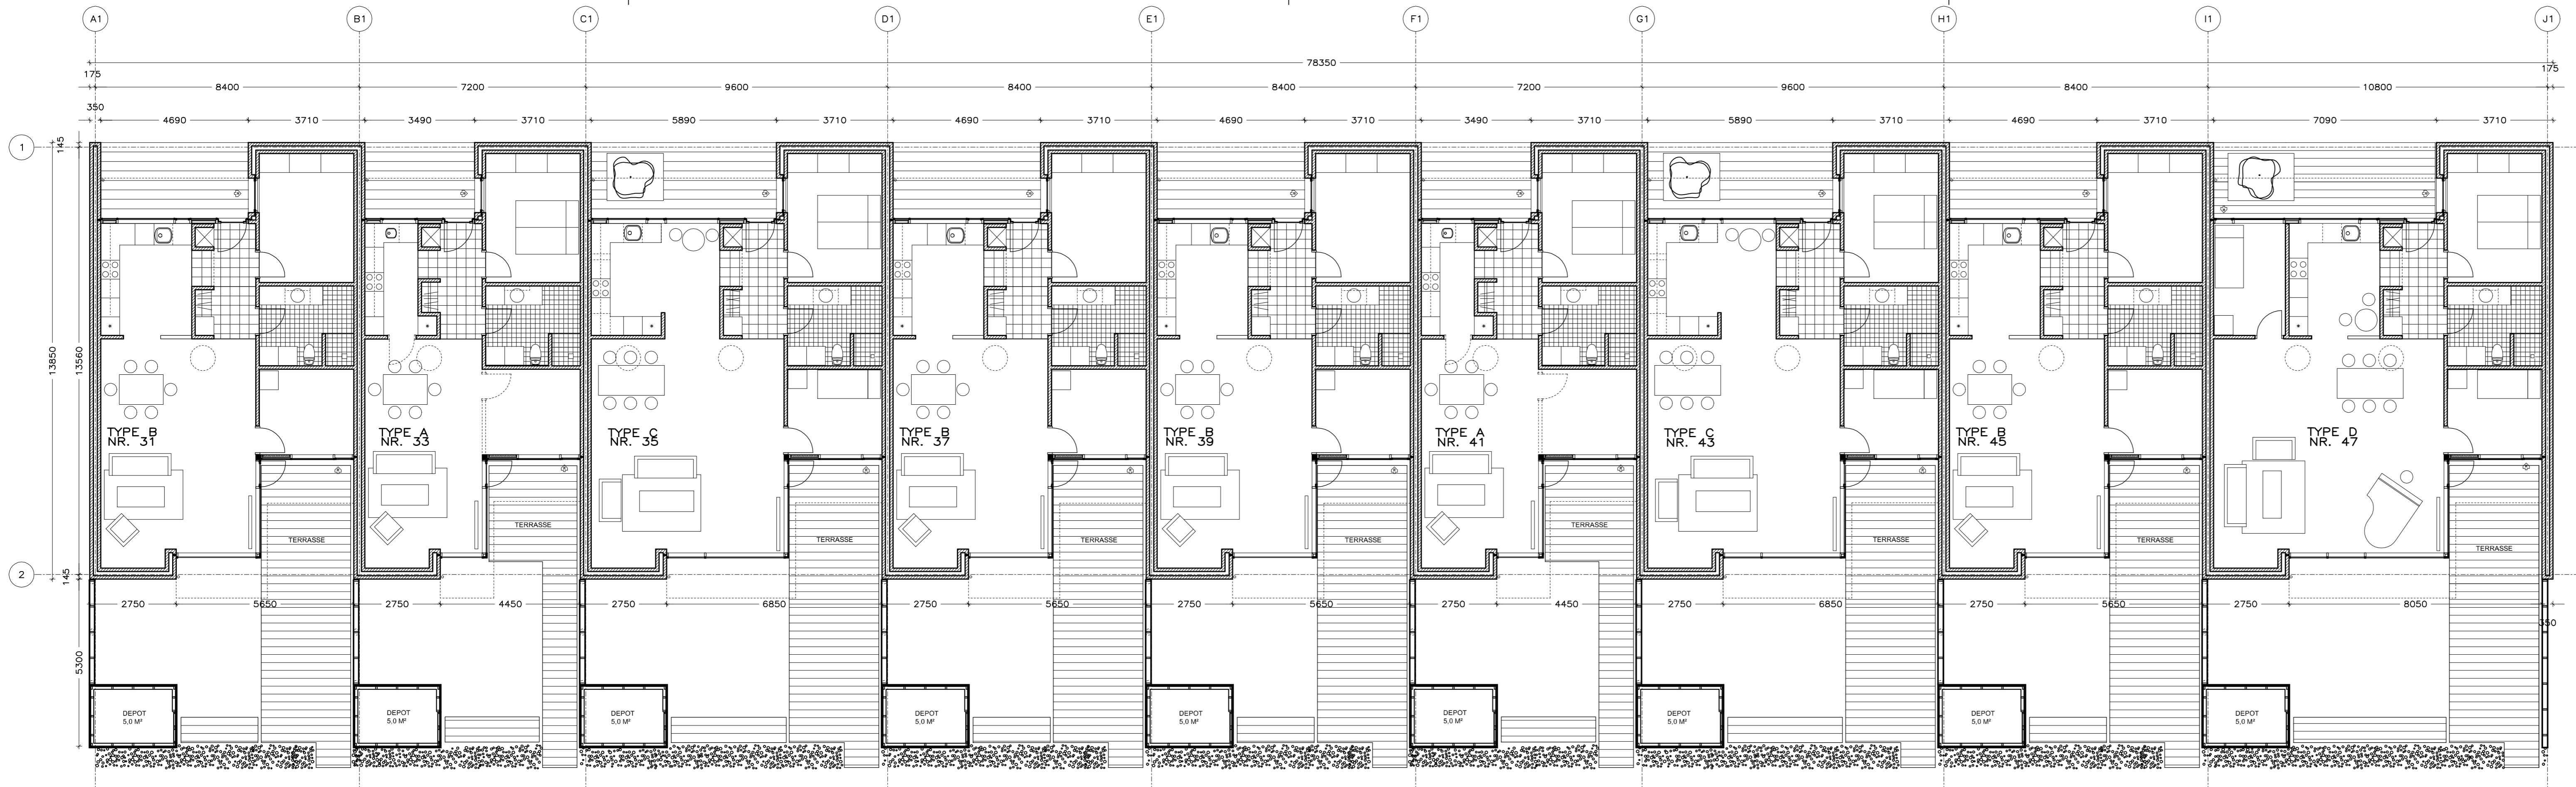 A1 B1 C1 D1 E1 F1 G1 H1 I1 J1
78350
175 175
8400 7200 9600 8400 8400 7200 9600 8400 10800
350
4690 3710 3490 3710 5890 3710 4690 3710 4690 3710 3490 3710 5890 3710 4690 3710 7090 3710
1
145
13850
13560
TYPE B
NR. 31
TYPE A
NR. 33
TYPE C
NR. 35
TYPE B
NR. 37
TYPE B
NR. 39
TYPE A
NR. 41
TYPE C
NR. 43
TYPE B
NR. 45
TYPE D
NR. 47
TERRASSE
TERRASSE
TERRASSE
TERRASSE
TERRASSE
TERRASSE
TERRASSE
TERRASSE
TERRASSE
2
145
2750 5650 2750 4450 2750 6850 2750 5650 2750 5650 2750 4450 2750 6850 2750 5650 2750 8050
350
5300
DEPOT
5,0 M²
DEPOT
5,0 M²
DEPOT
5,0 M²
DEPOT
5,0 M²
DEPOT
5,0 M²
DEPOT
5,0 M²
DEPOT
5,0 M²
DEPOT
5,0 M²
DEPOT
5,0 M²